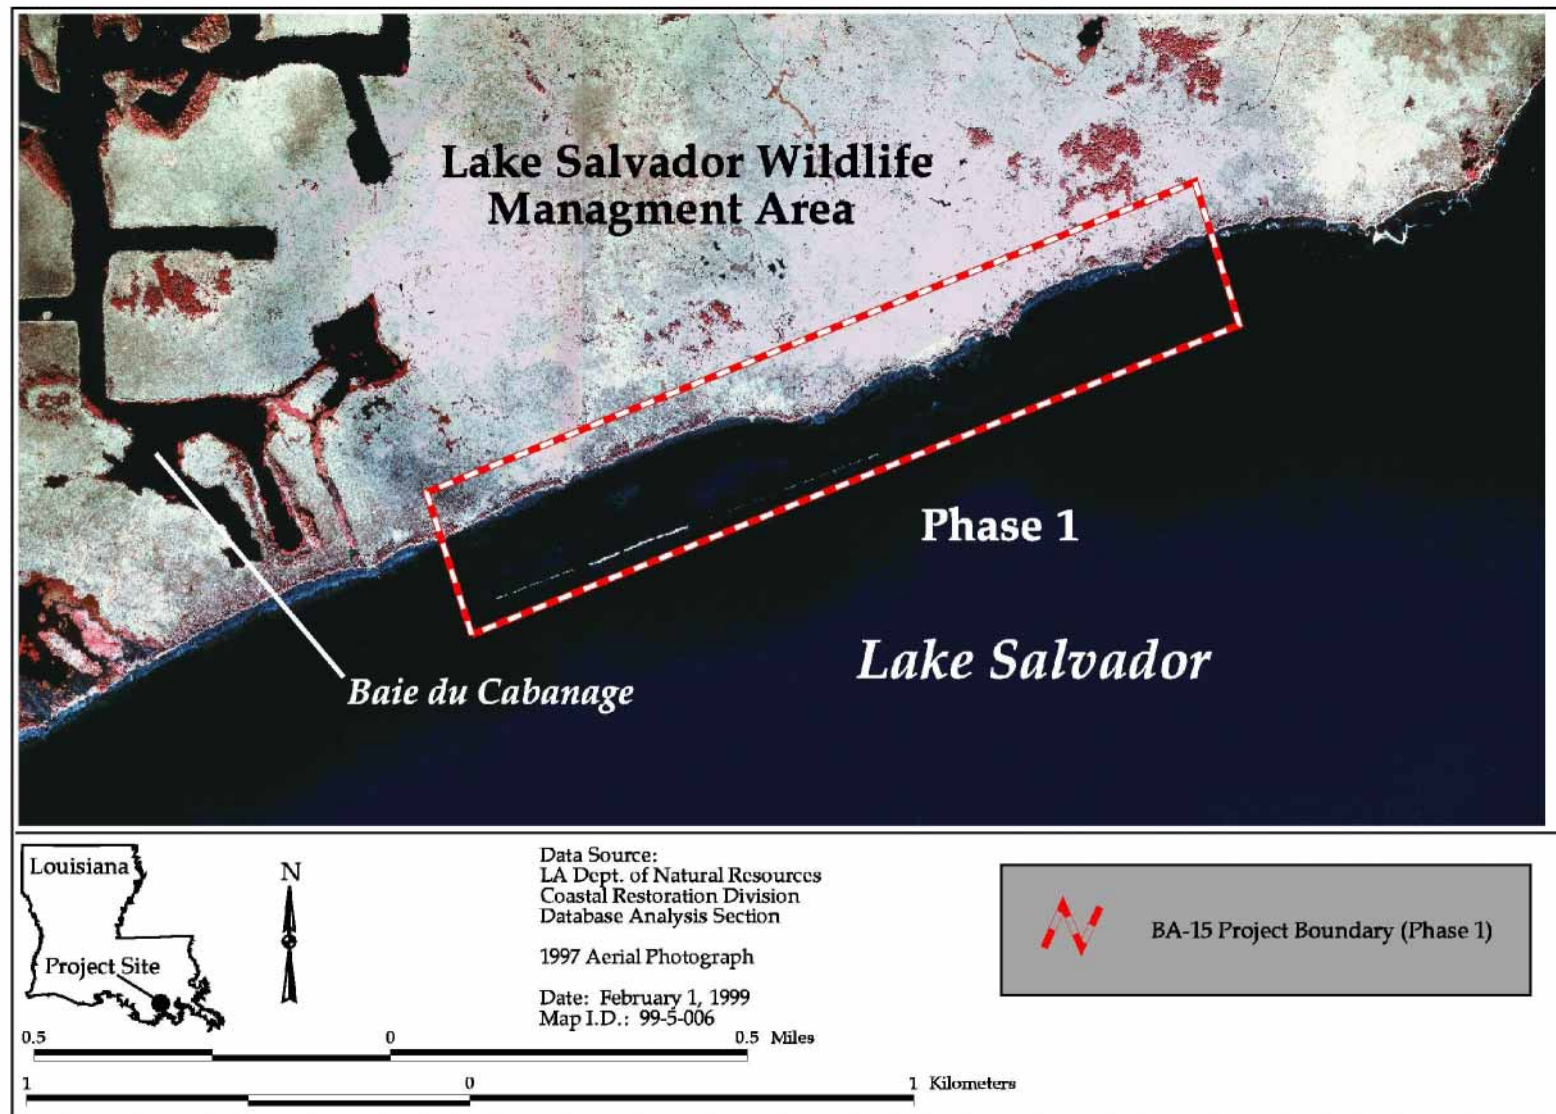 Lake Salvador Wildlife
Managment Area
Phase 1
Lake Salvador
Baie du Cabanage
Louisiana
Project Site
N
Data Source:
LA Dept. of Natural Resources
Coastal Restoration Division
Database Analysis Section
1997 Aerial Photograph
Date: February 1, 1999
Map I.D.: 99-5-006
BA-15 Project Boundary (Phase 1)
0.5 0 0.5 Miles
1 0 1 Kilometers